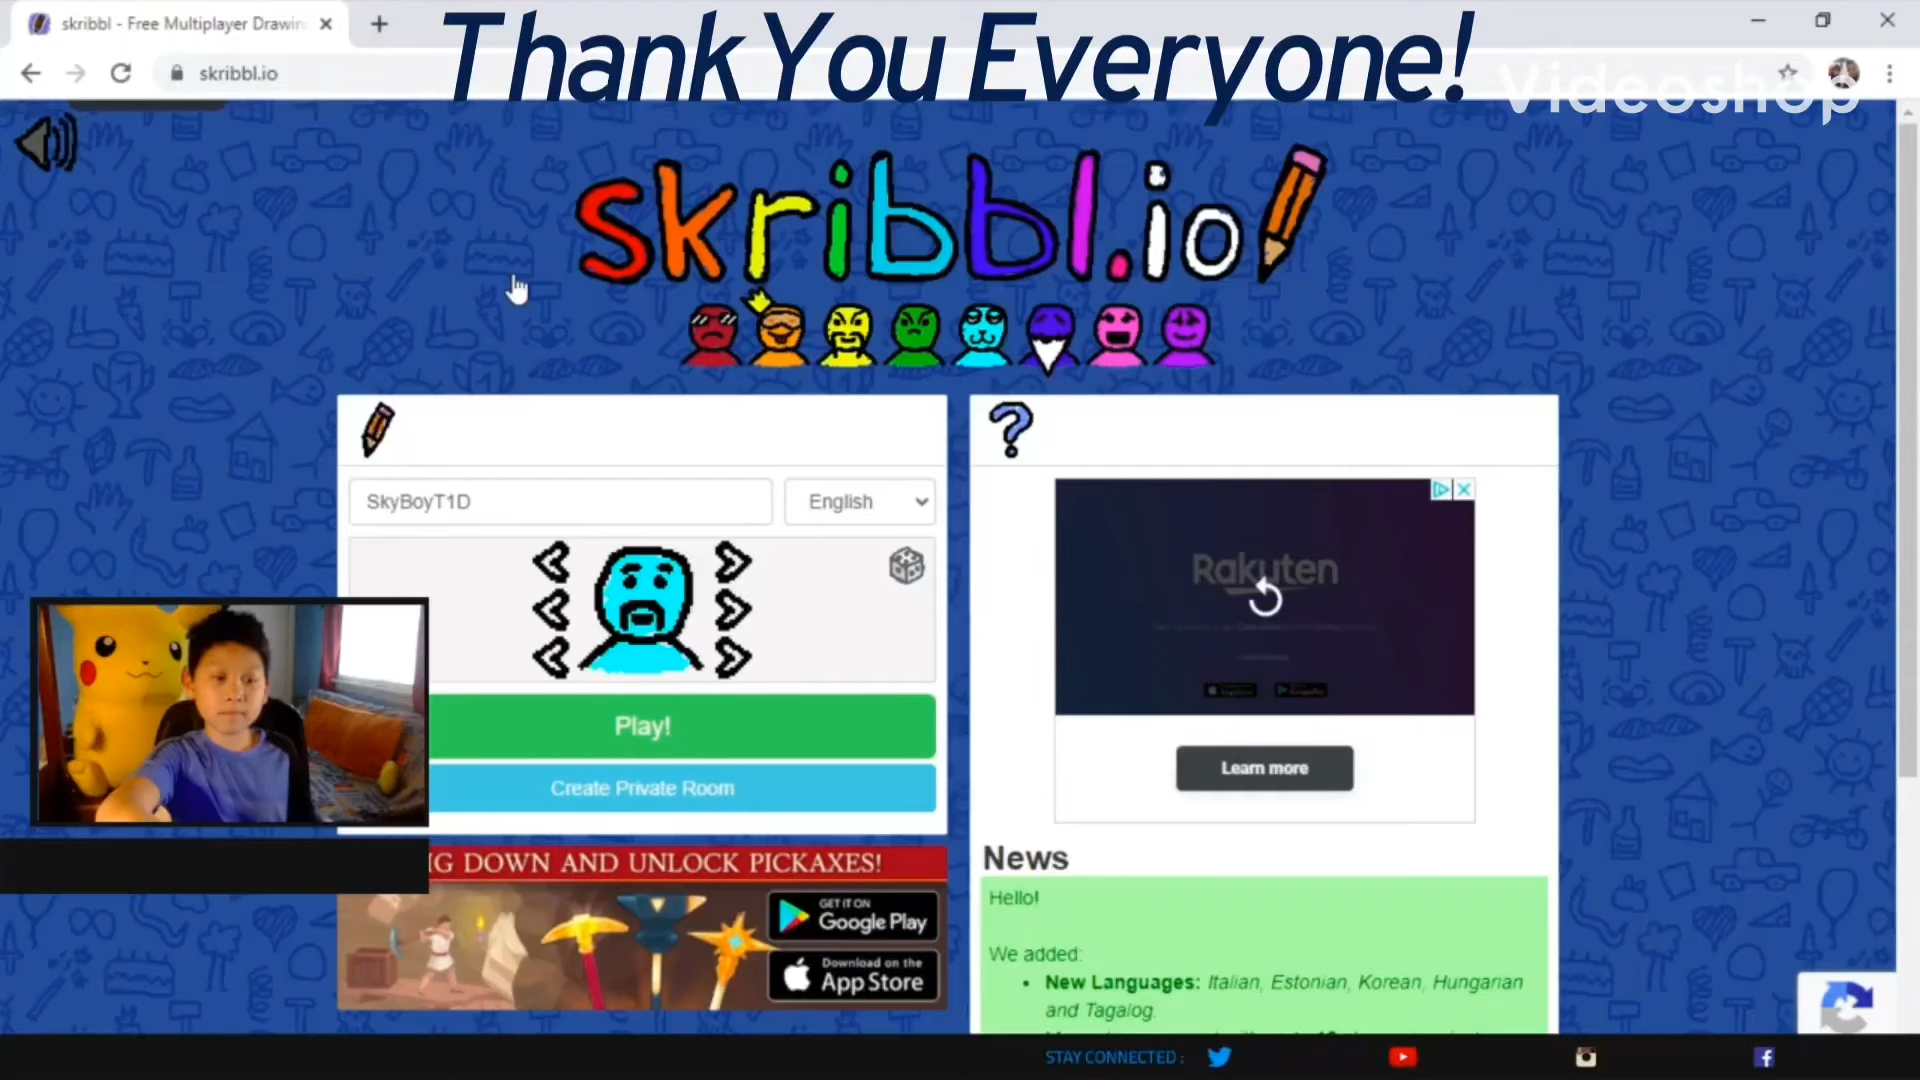 skribbl - Free Multiplayer Drawin
Thank You Everyone!
skribbl.io
Videoshop
skribbl.io
SkyBoyT1D
English
Play!
Create Private Room
Rakuten
Learn more
G DOWN AND UNLOCK PICKAXES!
GET IT ON
Google Play
Download on the
App Store
News
Hello!
We added:
• New Languages: Italian, Estonian, Korean, Hungarian
and Tagalog.
STAY CONNECTED :